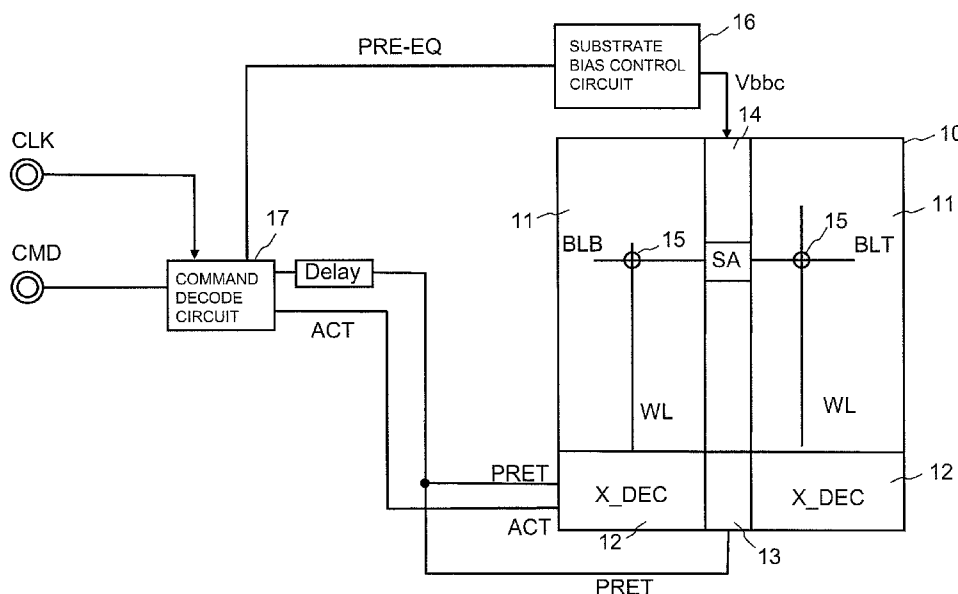 16
PRE-EQ
SUBSTRATE
BIAS CONTROL
CIRCUIT
Vbbc
CLK
14
10
17
11
15
15
11
BLB
SA
BLT
CMD
COMMAND
DECODE
CIRCUIT
Delay
ACT
WL
WL
PRET
X_DEC
X_DEC
12
ACT
12
13
PRET